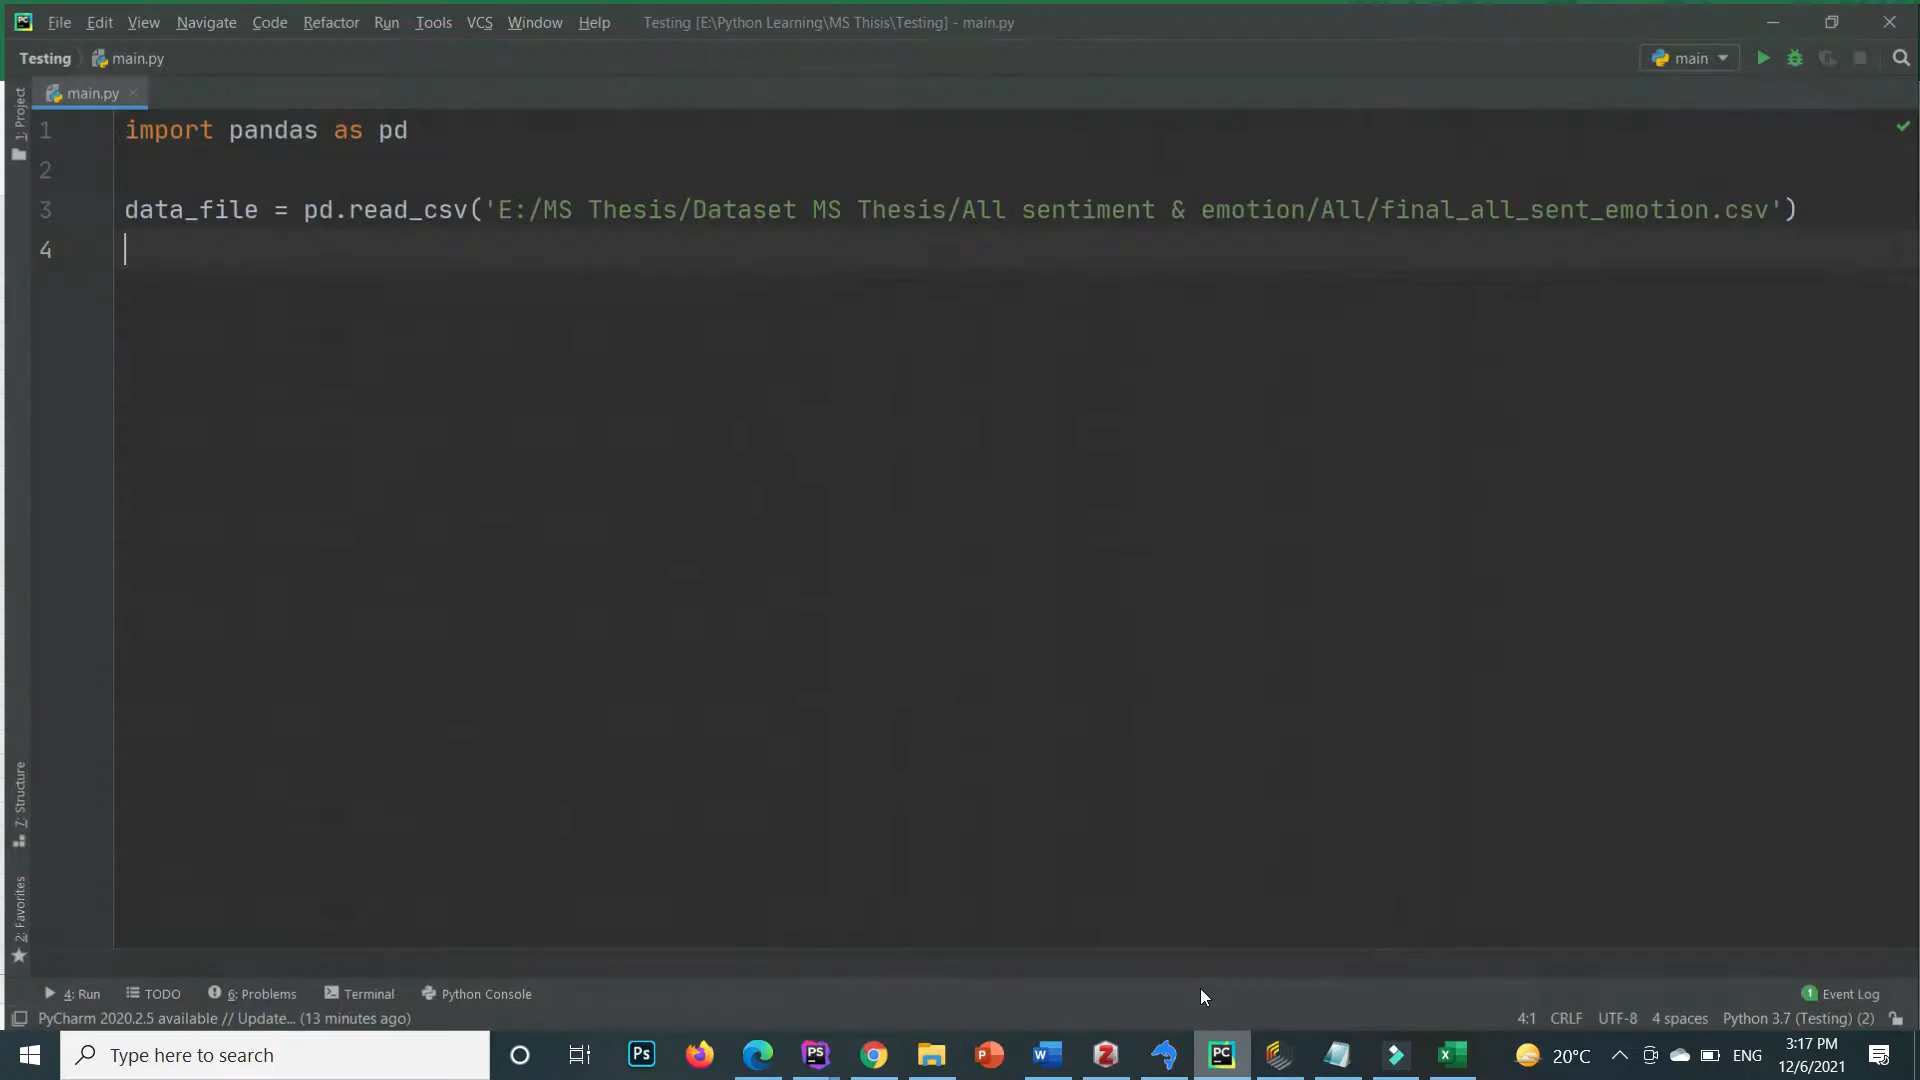 File Edit View Navigate Code Refactor Run Tools VCS Window Help Testing [E:\Python Learning\MS Thisis\Testing] - main.py
Testing main.py main
main.py
1: Project
1 import pandas as pd
2
3 data_file = pd.read_csv('E:/MS Thesis/Dataset MS Thesis/All sentiment & emotion/All/final_all_sent_emotion.csv')
4
7: Structure
2: Favorites
4: Run TODO 6: Problems Terminal Python Console 1 Event Log
PyCharm 2020.2.5 available // Update... (13 minutes ago) 4:1 CRLF UTF-8 4 spaces Python 3.7 (Testing) (2)
Type here to search 20°C ENG 3:17 PM
12/6/2021